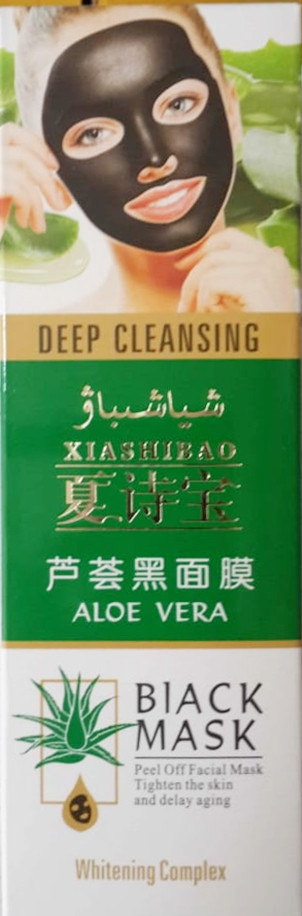 DEEP CLEANSING
شياشىباۋ
XIASHIBAO
夏诗宝
芦荟黑面膜
ALOE VERA
BlACK
MASK
Peel Off Facial Mask
Tighten the skin
and delay aging
Whitening Complex